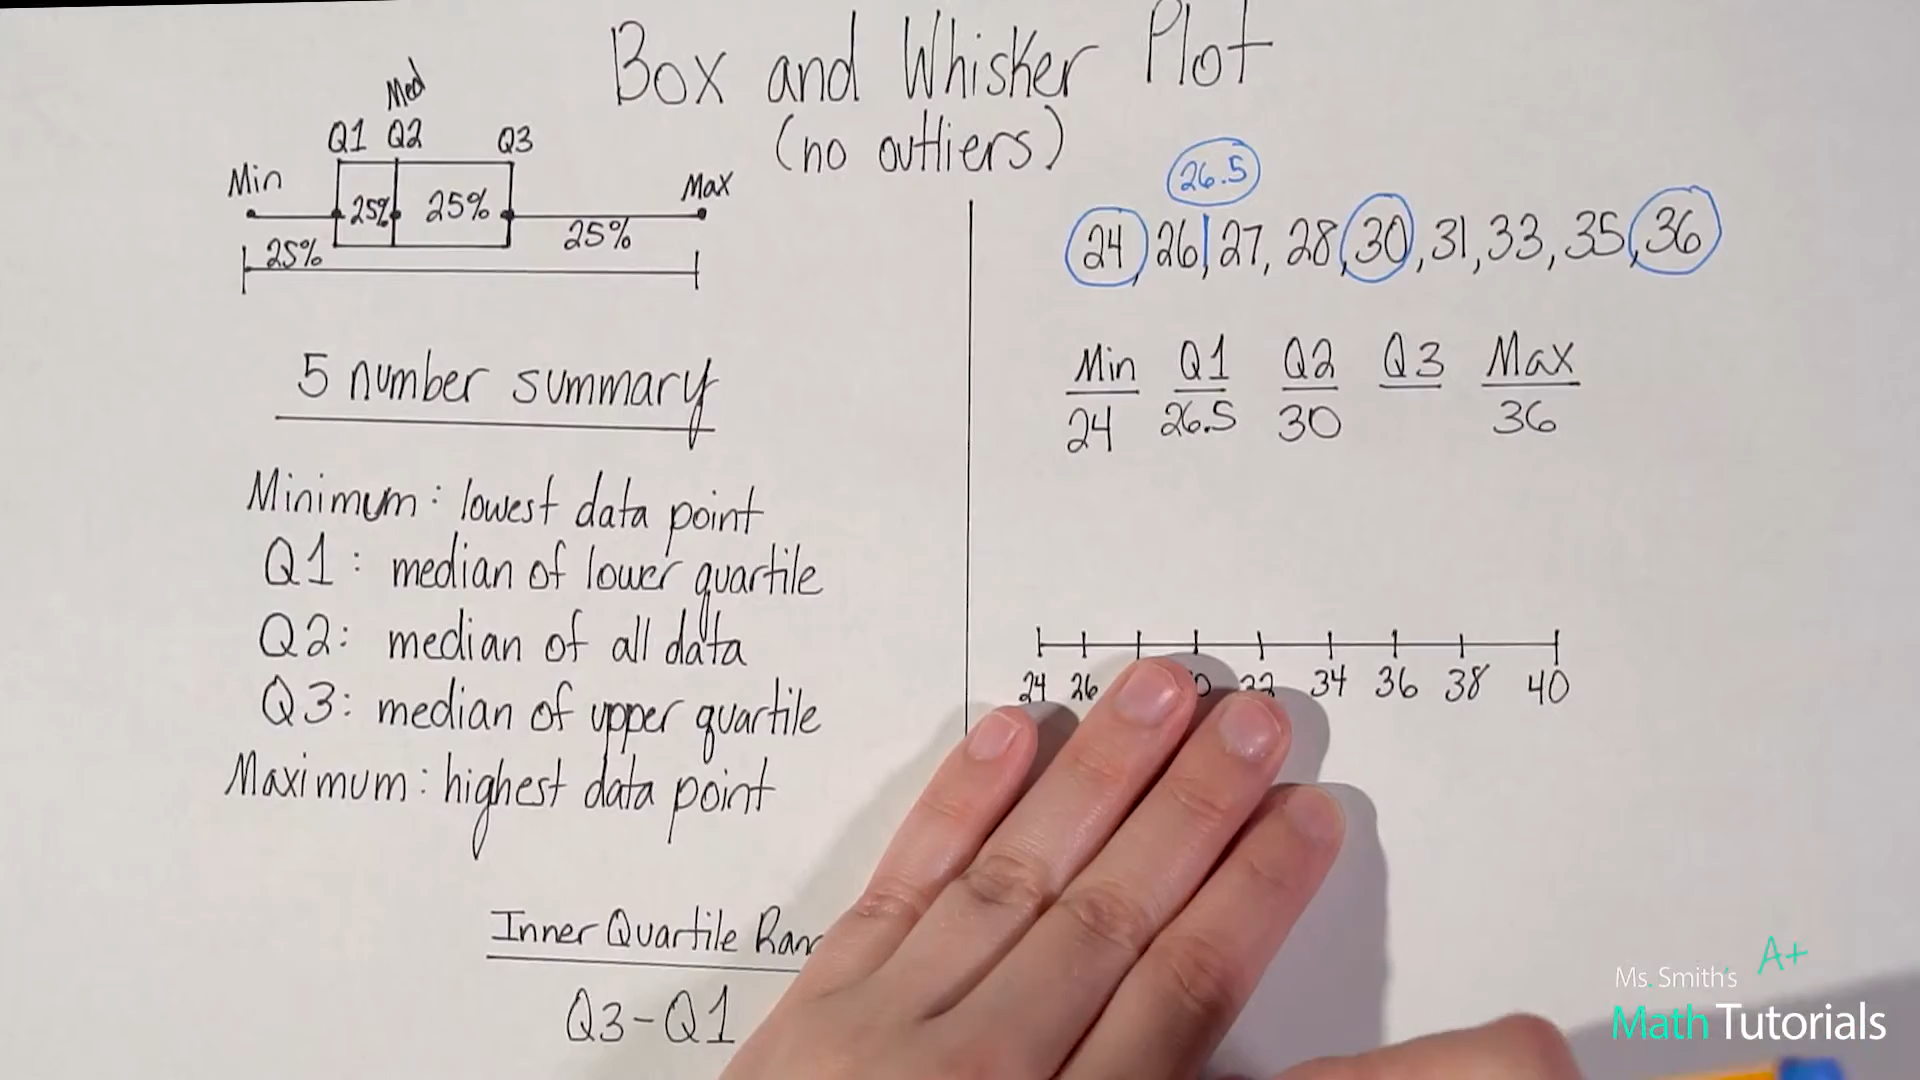 Box and Whisker Plot
(no outliers)
Med
Q1 Q2 Q3
Min
Max
25% 25%
25%
25%
5 number summary
Minimum: lowest data point
Q1: median of lower quartile
Q2: median of all data
Q3: median of upper quartile
Maximum: highest data point
Inner Quartile
Q3-Q1
26.5
24, 26, 27, 28, 30, 31, 33, 35, 36
Min Q1 Q2 Q3 Max
24 26.5 30 36
24 26 34 36 38 40
Ms. Smith's A+
Math Tutorials